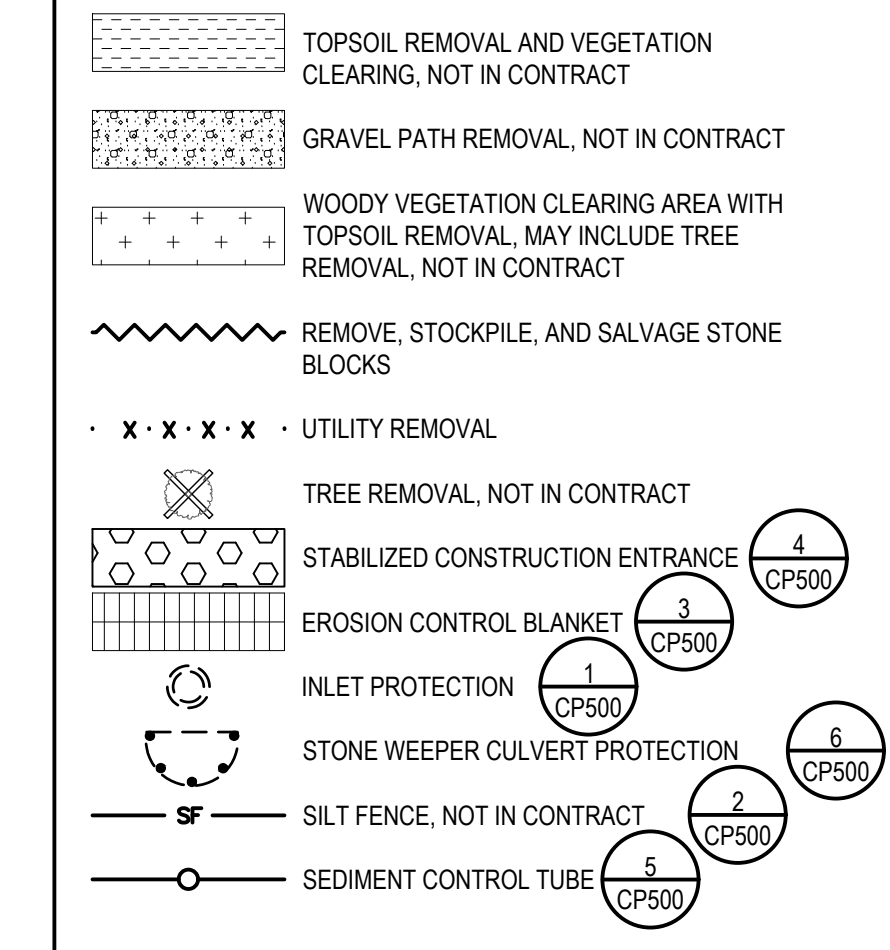 TOPSOIL REMOVAL AND VEGETATION
CLEARING, NOT IN CONTRACT
GRAVEL PATH REMOVAL, NOT IN CONTRACT
WOODY VEGETATION CLEARING AREA WITH
TOPSOIL REMOVAL, MAY INCLUDE TREE
REMOVAL, NOT IN CONTRACT
REMOVE, STOCKPILE, AND SALVAGE STONE
BLOCKS
X · X · X · X
UTILITY REMOVAL
TREE REMOVAL, NOT IN CONTRACT
STABILIZED CONSTRUCTION ENTRANCE
4
CP500
EROSION CONTROL BLANKET
3
CP500
INLET PROTECTION
1
CP500
STONE WEEPER CULVERT PROTECTION
6
CP500
SF
SILT FENCE, NOT IN CONTRACT
2
CP500
SEDIMENT CONTROL TUBE
5
CP500